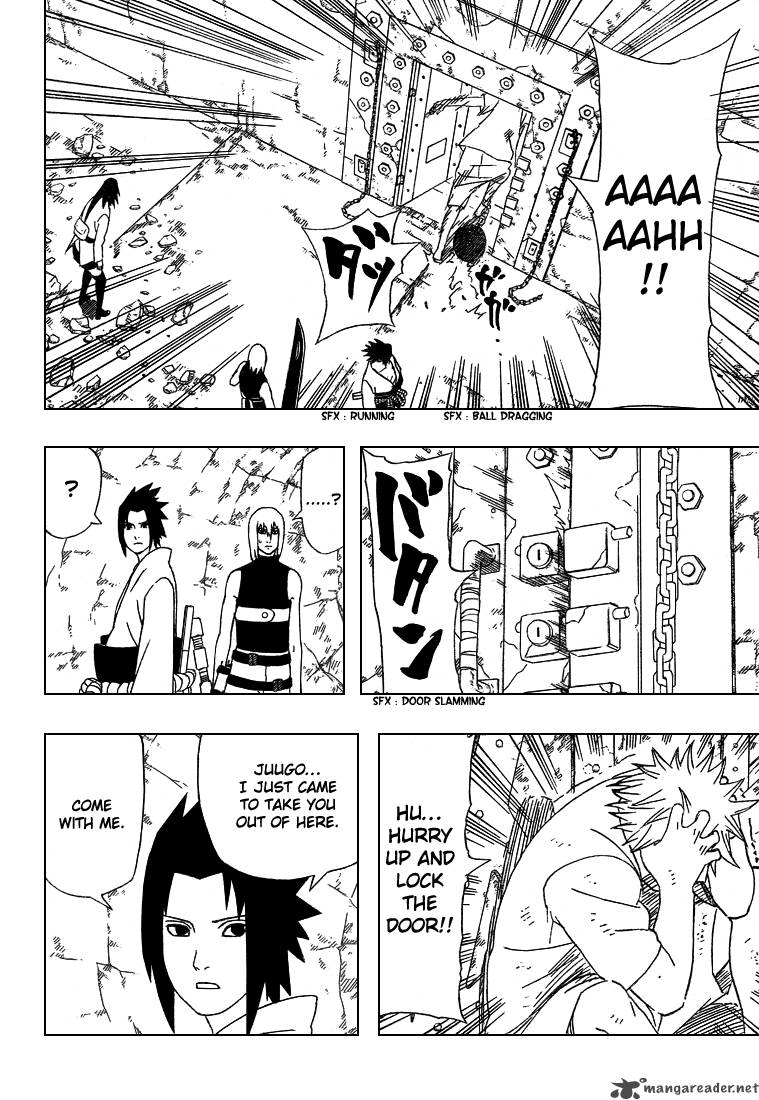 AAAA
AAHH
!!
ガガ
ダッ
SFX : RUNNING
SFX : BALL DRAGGING
バタン
SFX : DOOR SLAMMING
.....?
?
HU...
HURRY
UP AND
LOCK
THE
DOOR!!
JUUGO...
I JUST CAME
TO TAKE YOU
OUT OF HERE.
COME
WITH ME.
mangareader.net